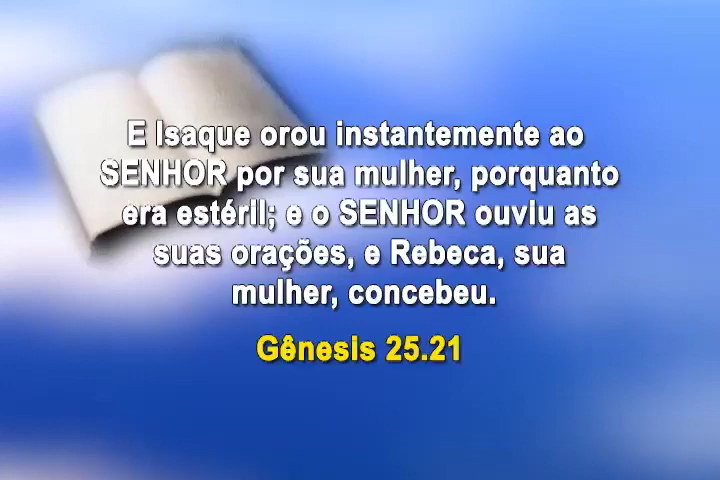 E Isaque orou instantemente ao
SENHOR por sua mulher, porquanto
era estéril; e o SENHOR ouviu as
suas orações, e Rebeca, sua
mulher, concebeu.
Gênesis 25.21